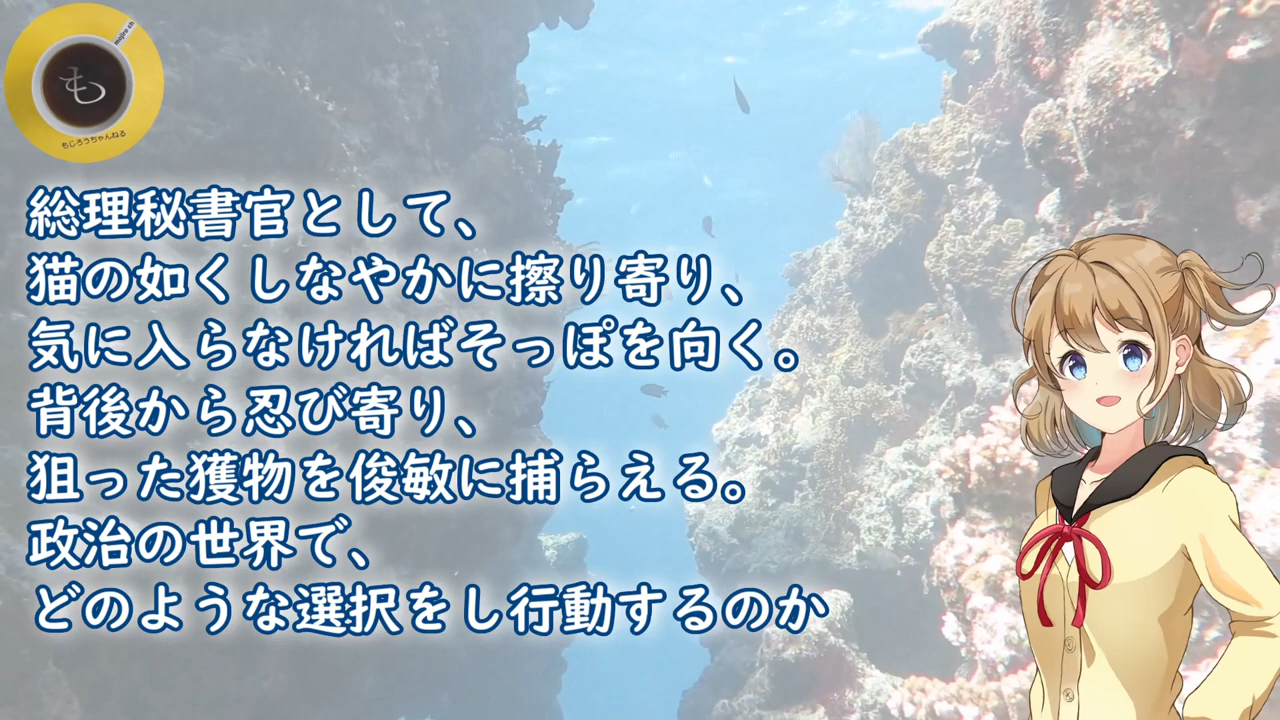 mojiro ch
も
もじろうちゃんねる
総理秘書官として、
猫の如くしなやかに擦り寄り、
気に入らなければそっぽを向く。
背後から忍び寄り、
狙った獲物を俊敏に捕らえる。
政治の世界で、
どのような選択をし行動するのか